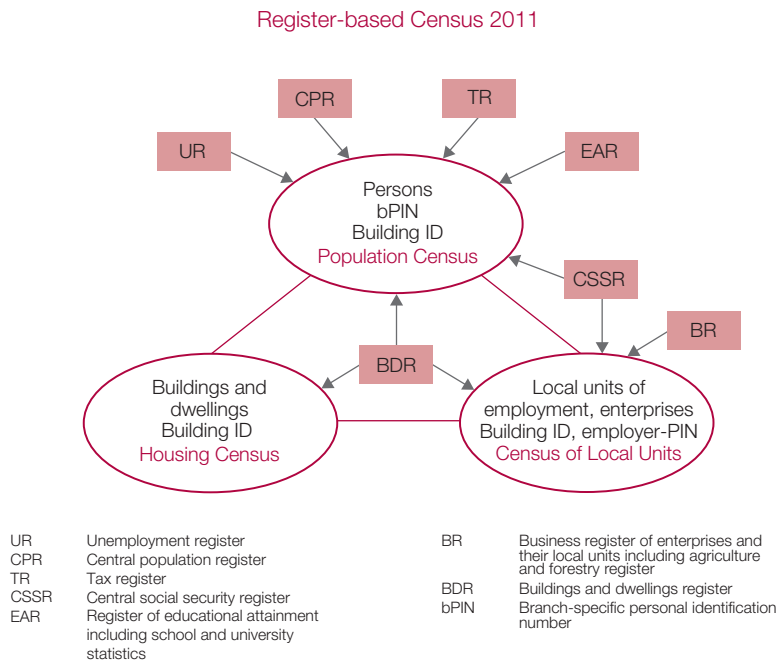 Register-based Census 2011
CPR
TR
UR
EAR
Persons
bPIN
Building ID
Population Census
CSSR
BR
BDR
Buildings and
dwellings
Building ID
Housing Census
Local units of
employment, enterprises
Building ID, employer-PIN
Census of Local Units
UR Unemployment register
CPR Central population register
TR Tax register
CSSR Central social security register
EAR Register of educational attainment
including school and university
statistics
BR Business register of enterprises and
their local units including agriculture
and forestry register
BDR Buildings and dwellings register
bPIN Branch-specific personal identification
number